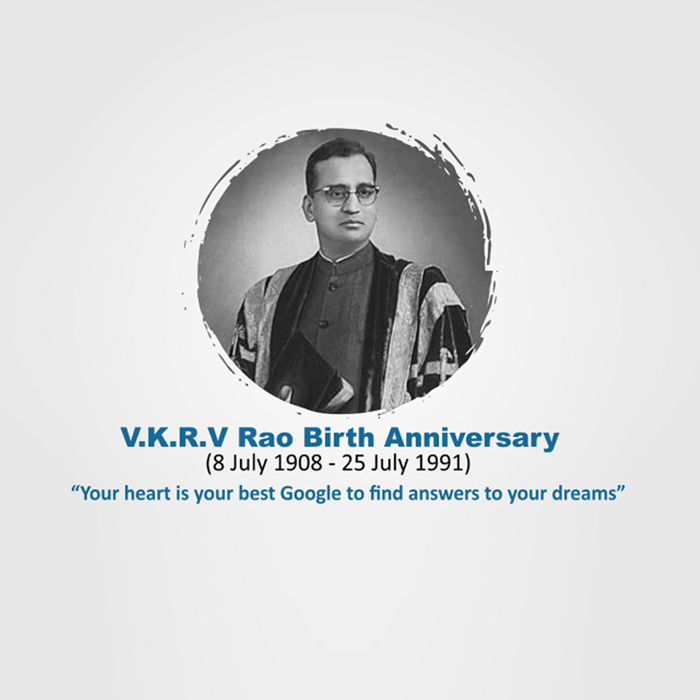 V.K.R.V Rao Birth Anniversary
(8 July 1908 - 25 July 1991)
“Your heart is your best Google to find answers to your dreams”